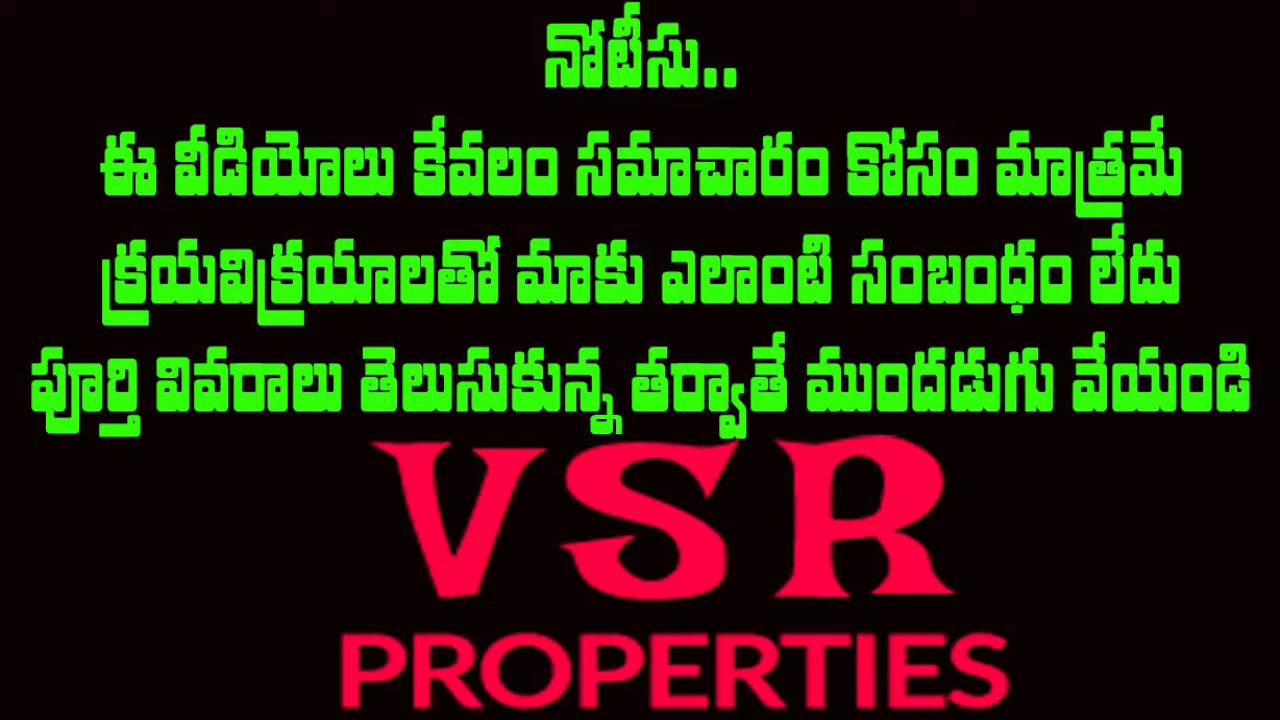 నోటీసు..
ఈ వీడియోలు కేవలం సమాచారం కోసం మాత్రమే
క్రయవిక్రయాలతో మాకు ఎలాంటి సంబంధం లేదు
పూర్తి వివరాలు తెలుసుకున్న తర్వాతే ముందడుగు వేయండి
VSR
PROPERTIES